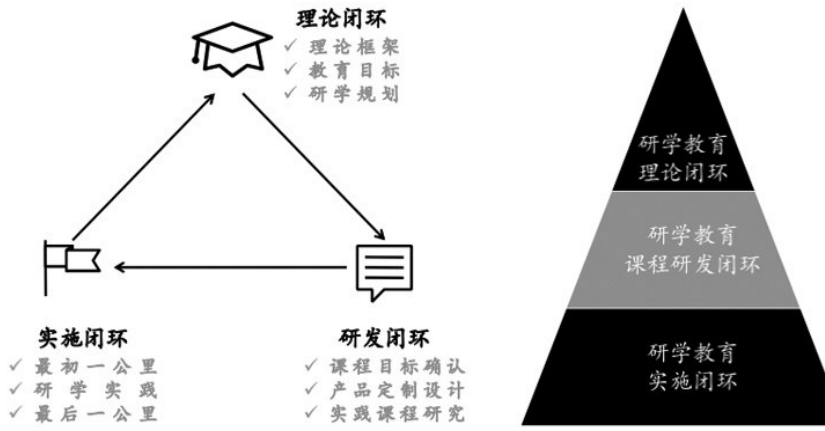 理论闭环
✓ 理论框架
✓ 教育目标
✓ 研学规划
实施闭环
✓ 最初一公里
✓ 研学实践
✓ 最后一公里
研发闭环
✓ 课程目标确认
✓ 产品定制设计
✓ 实践课程研究
研学教育
理论闭环
研学教育
课程研发闭环
研学教育
实施闭环